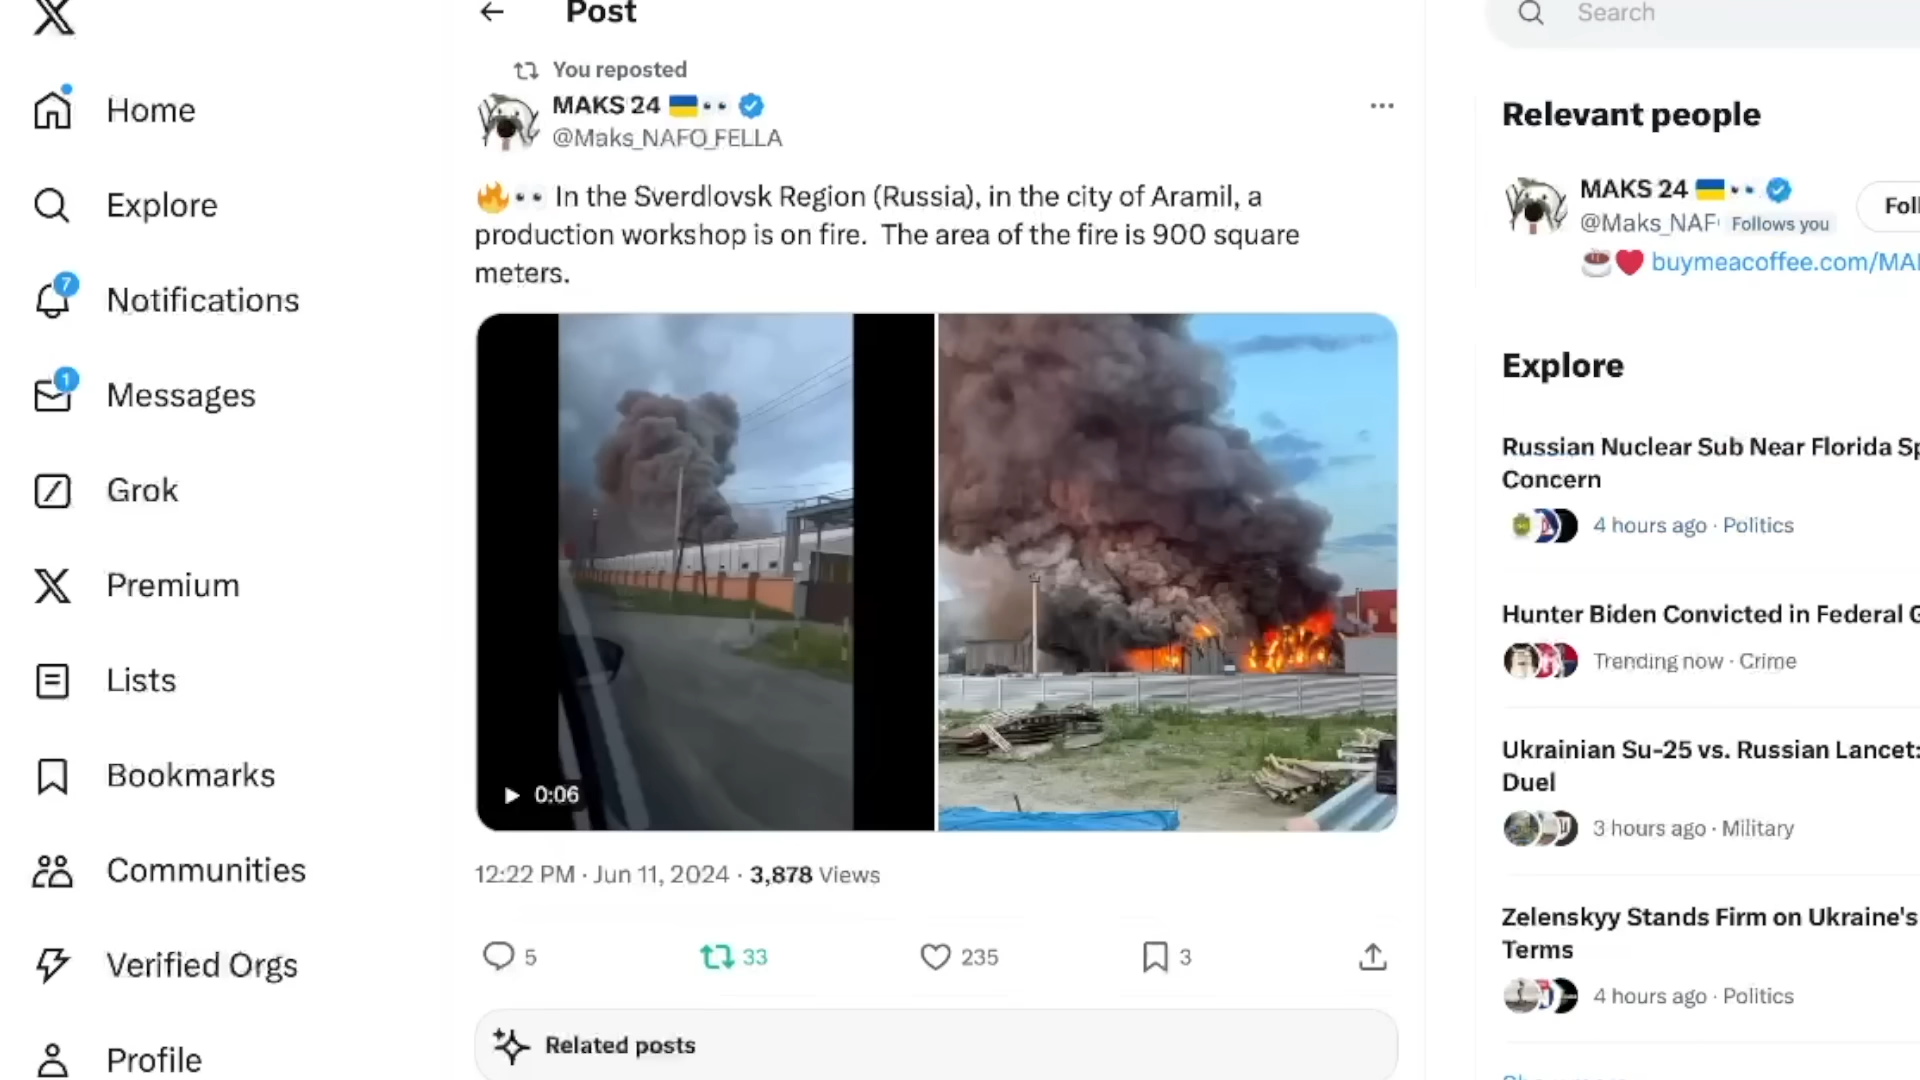 Home
Explore
7
Notifications
1
Messages
Grok
Premium
Lists
Bookmarks
Communities
Verified Orgs
Profile
Post
You reposted
MAKS 24
@Maks_NAFO_FELLA
In the Sverdlovsk Region (Russia), in the city of Aramil, a
production workshop is on fire. The area of the fire is 900 square
meters.
0:06
12:22 PM · Jun 11, 2024 · 3,878 Views
5
33
235
3
Related posts
Search
Relevant people
MAKS 24
@Maks_NAF Follows you
Foll
buymeacoffee.com/MA
Explore
Russian Nuclear Sub Near Florida Sp
Concern
4 hours ago · Politics
Hunter Biden Convicted in Federal G
Trending now · Crime
Ukrainian Su-25 vs. Russian Lancet:
Duel
3 hours ago · Military
Zelenskyy Stands Firm on Ukraine's
Terms
4 hours ago · Politics